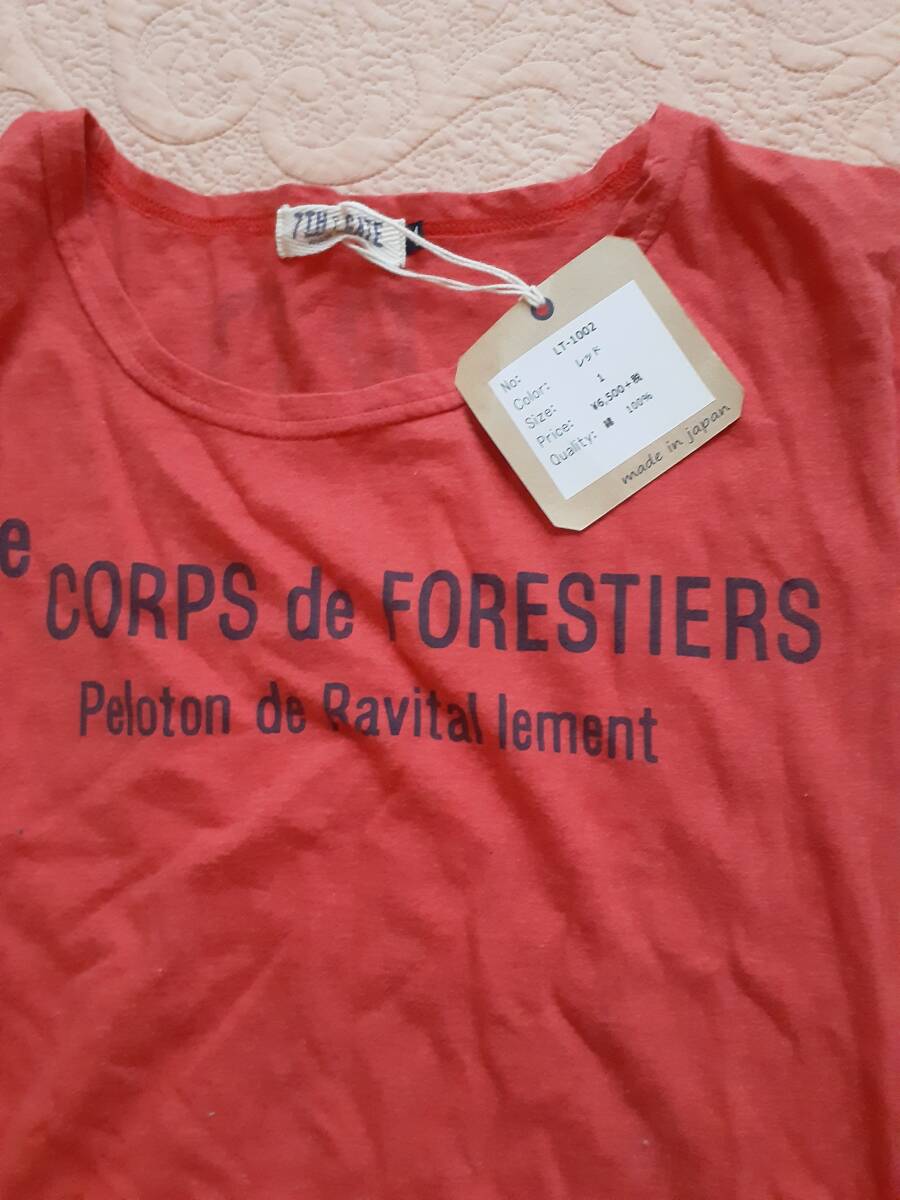 7TH GATE
No: LT-1002
Color: レッド
Size: 1
Price: ¥6,500+税
Quality: 綿 100%
made in japan
e
CORPS de FORESTIERS
Peloton de Ravital lement